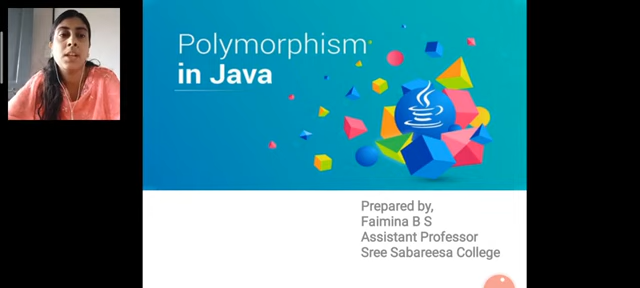 Polymorphism
in Java
Prepared by,
Faimina B S
Assistant Professor
Sree Sabareesa College